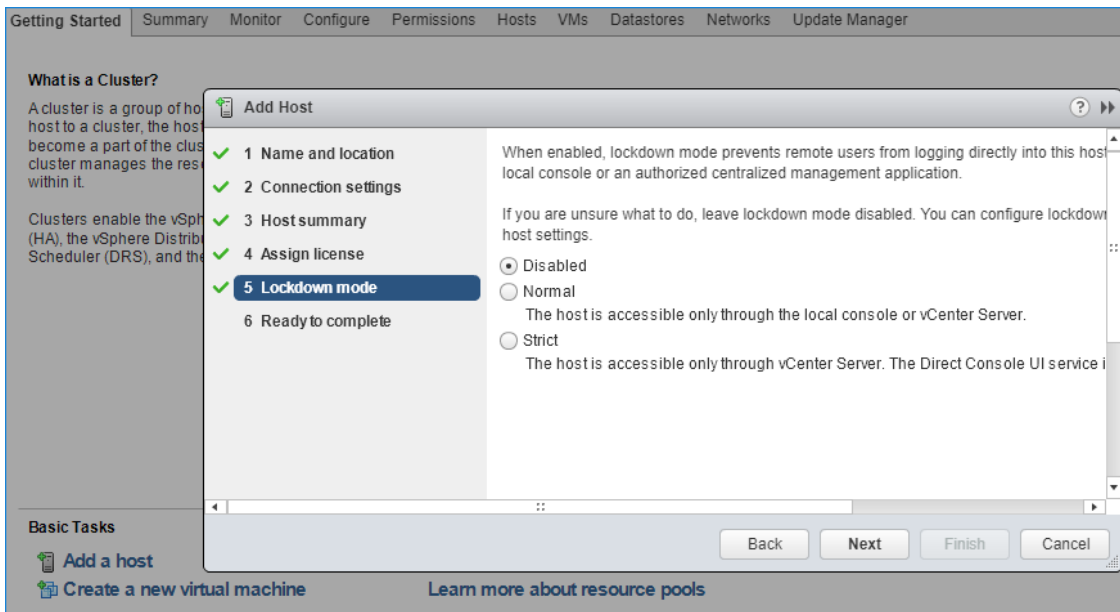 Getting Started Summary Monitor Configure Permissions Hosts VMs Datastores Networks Update Manager
What is a Cluster?
A cluster is a group of
host to a cluster, the host
become a part of the
cluster manages the
within it.
Clusters enable the
(HA), the vSphere
Scheduler (DRS), and
Add Host
?
1 Name and location
2 Connection settings
3 Host summary
4 Assign license
5 Lockdown mode
6 Ready to complete
When enabled, lockdown mode prevents remote users from logging directly into this host
local console or an authorized centralized management application.
If you are unsure what to do, leave lockdown mode disabled. You can configure lockdown
host settings.
Disabled
Normal
The host is accessible only through the local console or vCenter Server.
Strict
The host is accessible only through vCenter Server. The Direct Console UI service
Back Next Finish Cancel
Basic Tasks
Add a host
Create a new virtual machine
Learn more about resource pools